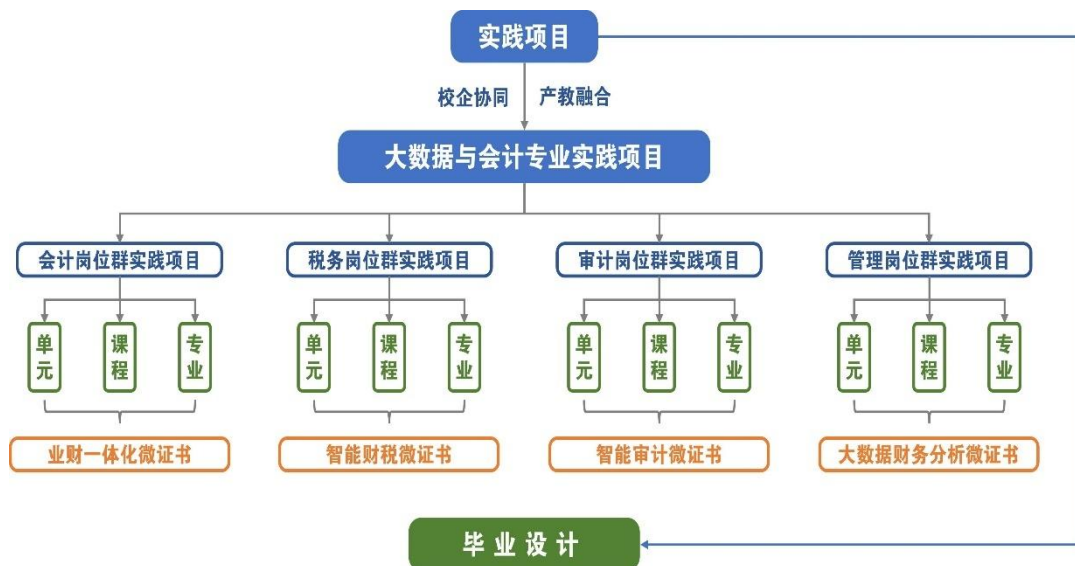 实践项目
校企协同 产教融合
大数据与会计专业实践项目
会计岗位群实践项目
税务岗位群实践项目
审计岗位群实践项目
管理岗位群实践项目
单元
课程
专业
单元
课程
专业
单元
课程
专业
单元
课程
专业
业财一体化微证书
智能财税微证书
智能审计微证书
大数据财务分析微证书
毕业设计